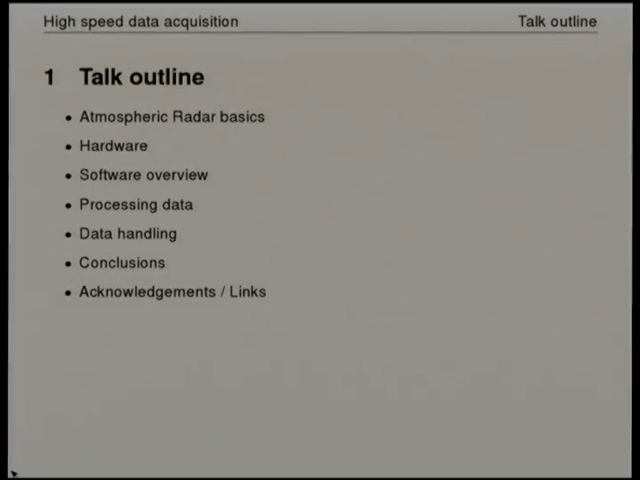 High speed data acquisition Talk outline
1 Talk outline
• Atmospheric Radar basics
• Hardware
• Software overview
• Processing data
• Data handling
• Conclusions
• Acknowledgements / Links